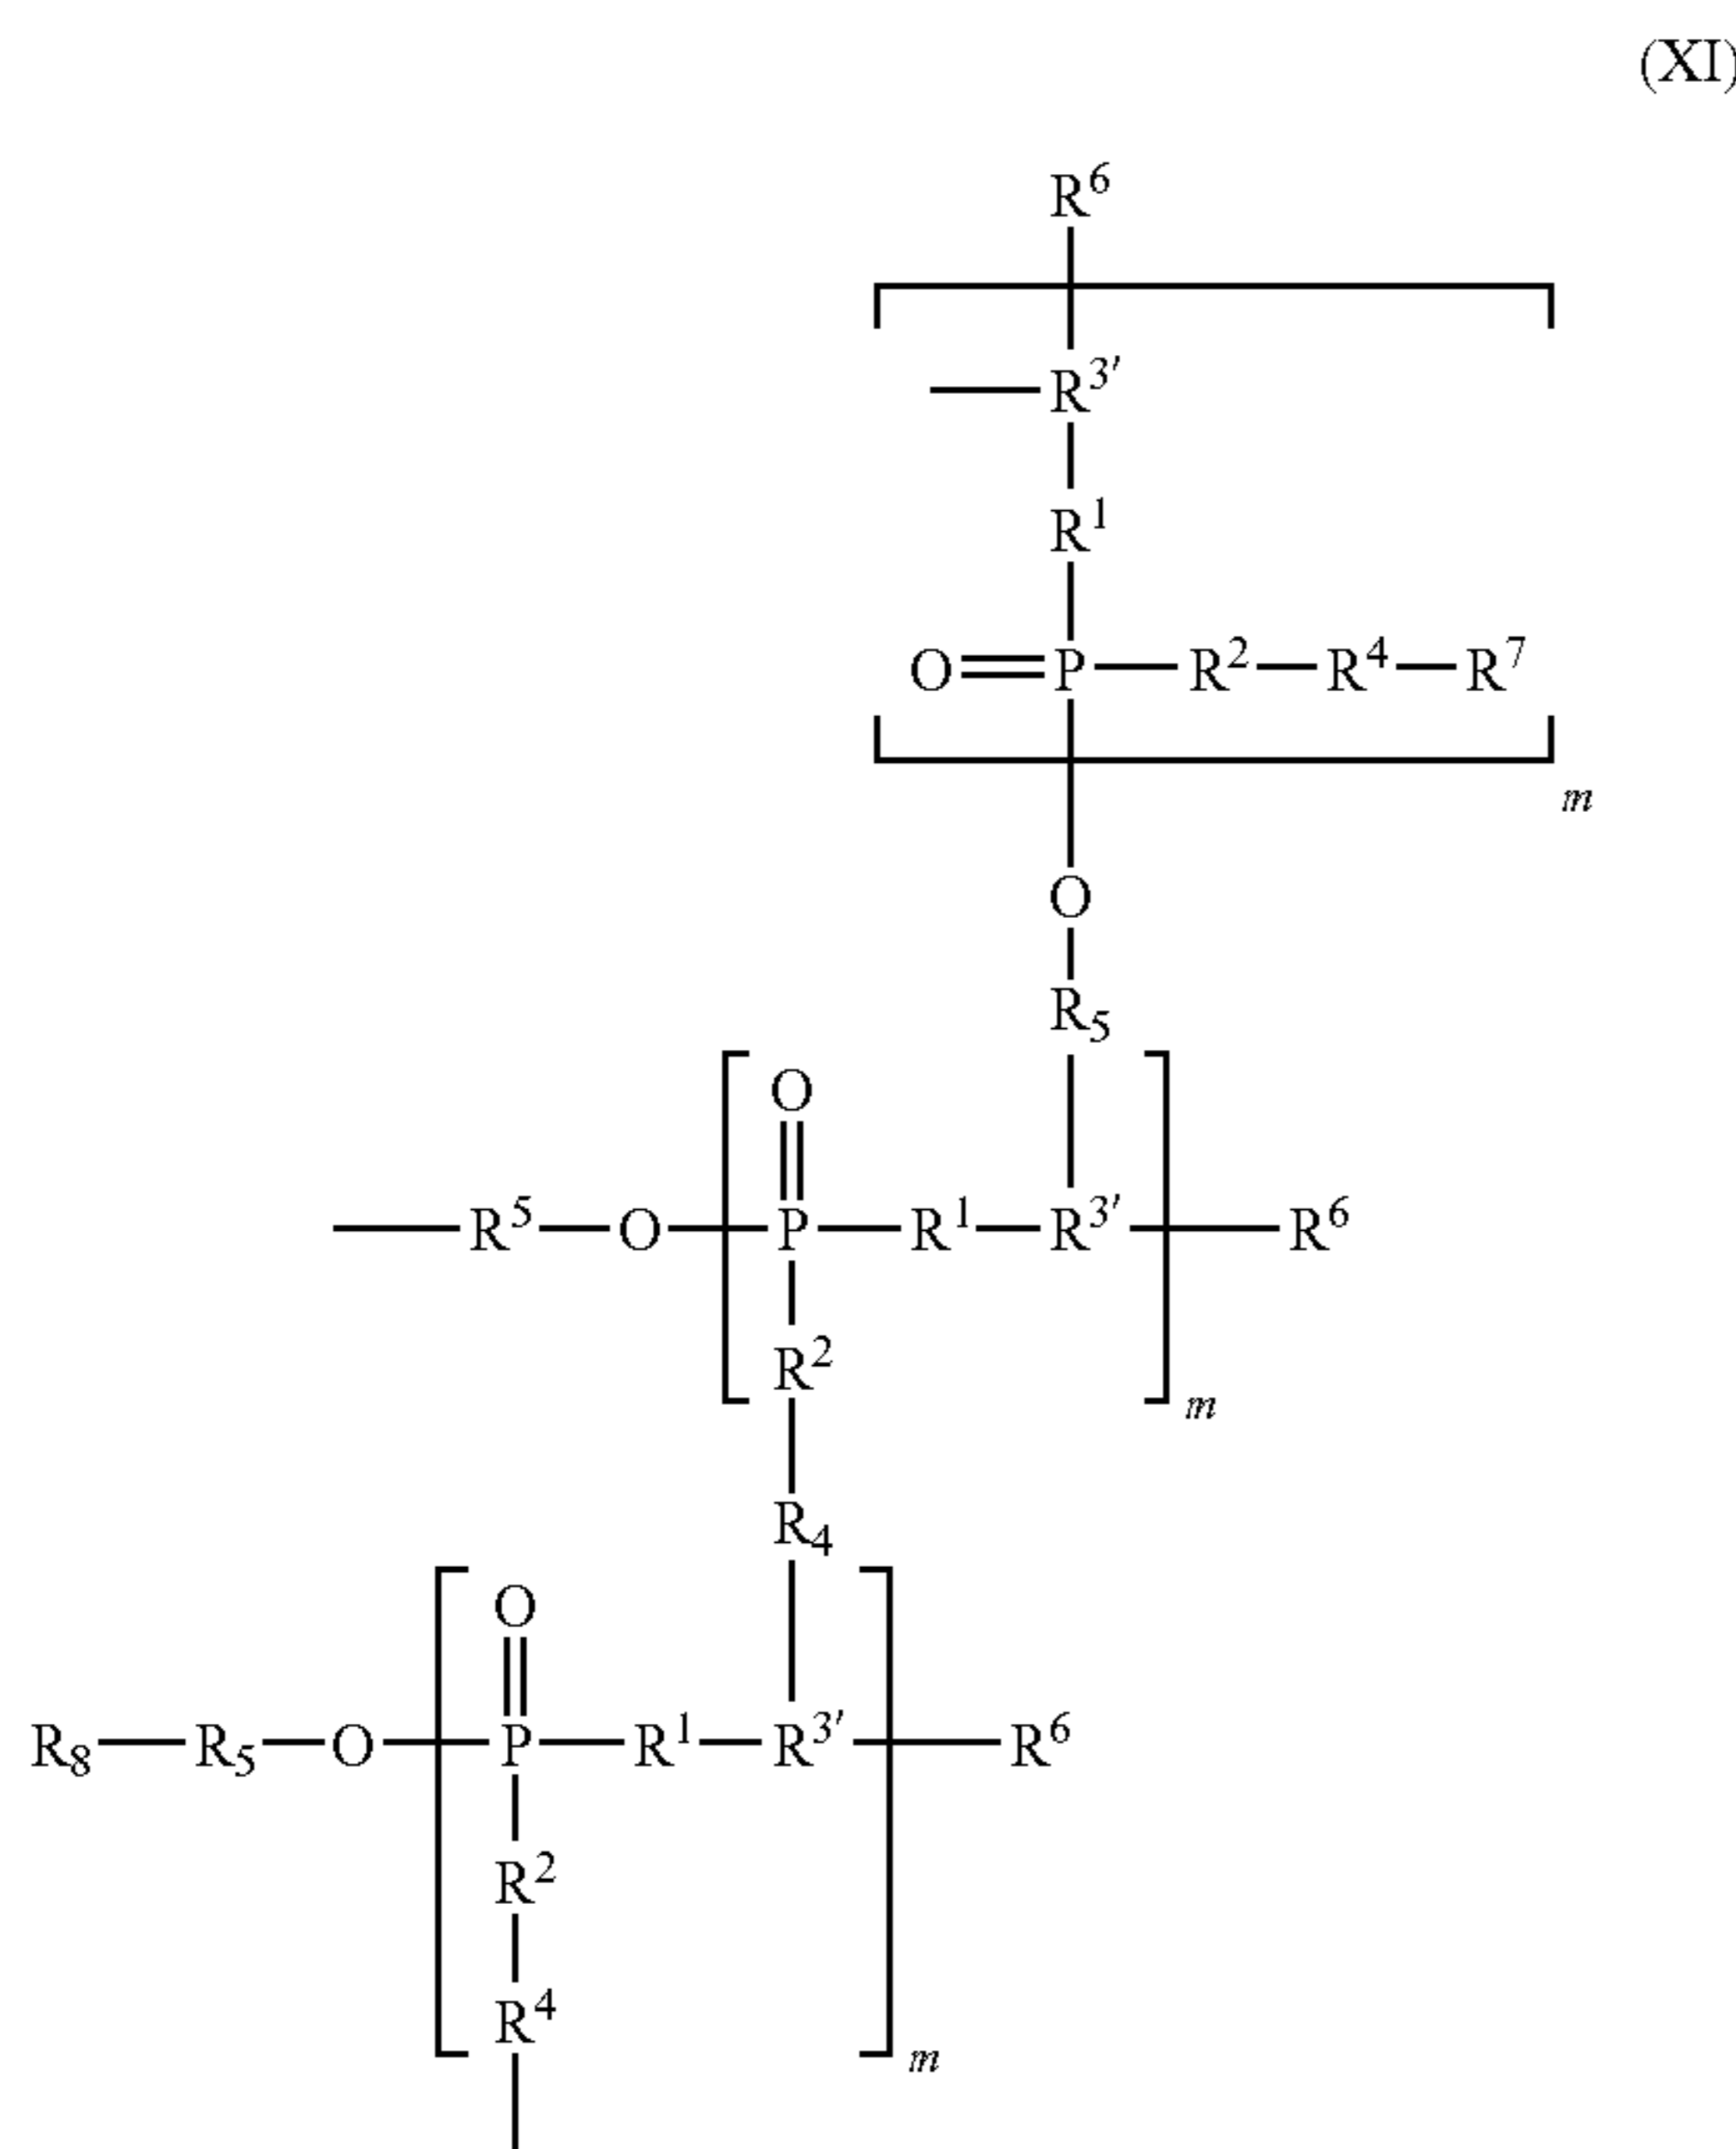 (XI)
R⁶
R³′
R¹
O P R² R⁴ R⁷
m
O
R₅
O
R⁵ O P R¹ R³′ R⁶
R²
m
R₄
O
R₈ R₅ O P R¹ R³′ R⁶
R²
R⁴
m